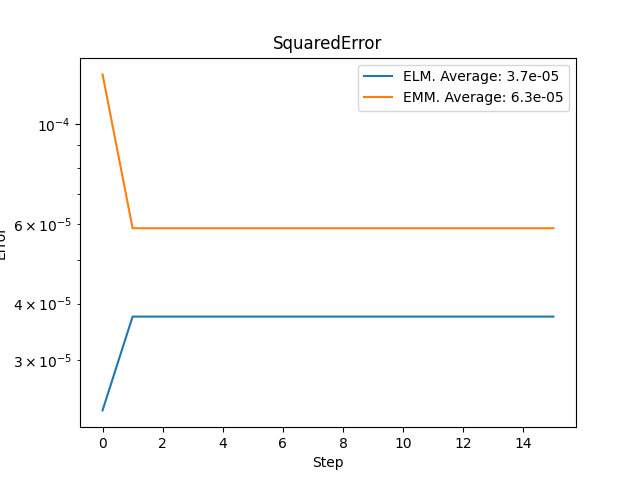 SquaredError
ELM. Average: 3.7e-05
EMM. Average: 6.3e-05
10⁻⁴
6 × 10⁻⁵
4 × 10⁻⁵
3 × 10⁻⁵
Error
0 2 4 6 8 10 12 14
Step